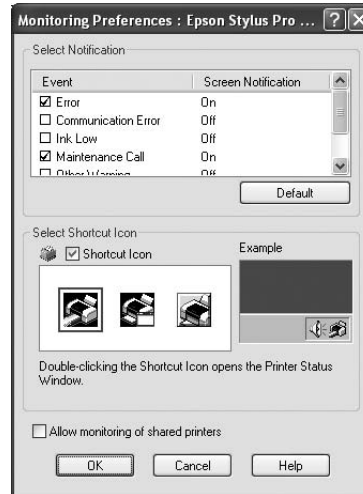 Monitoring Preferences : Epson Stylus Pro ...
Select Notification
Event Screen Notification
Error On
Communication Error Off
Ink Low Off
Maintenance Call On
Other Warning Off
Default
Select Shortcut Icon
Shortcut Icon
Example
Double-clicking the Shortcut Icon opens the Printer Status
Window.
Allow monitoring of shared printers
OK Cancel Help